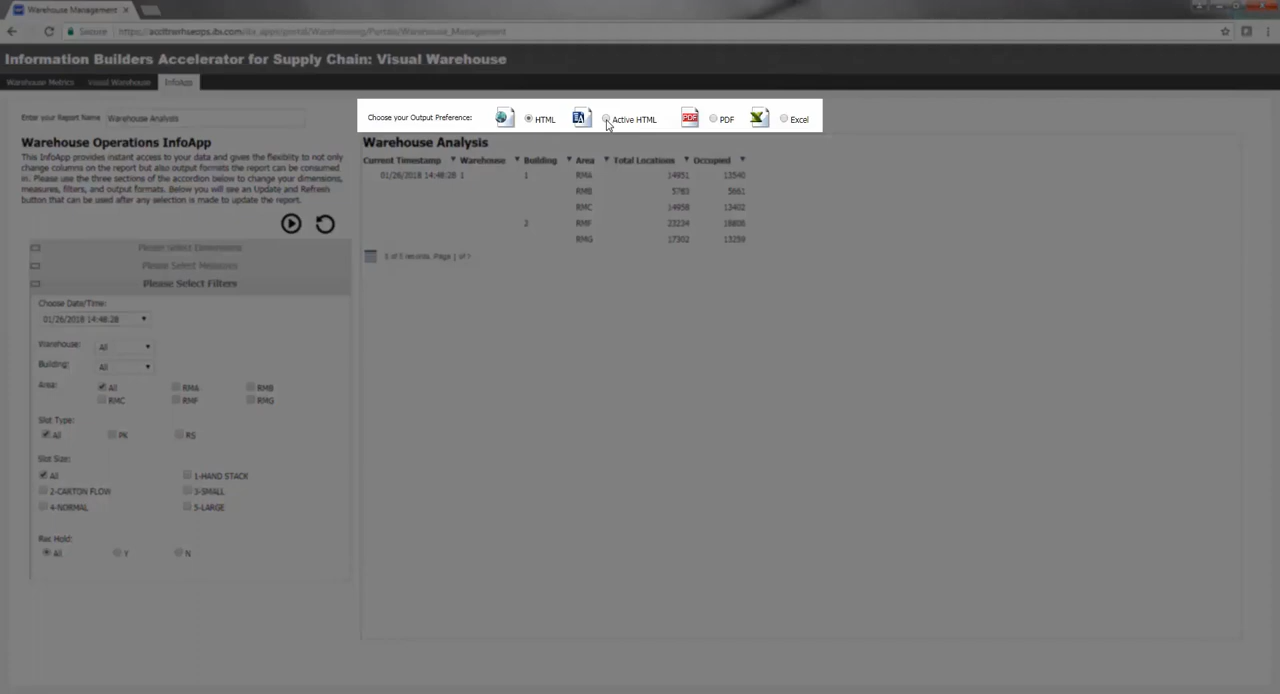 Warehouse Management
Secure https://acclltrwrhseops.ibi.com/ibi_apps/portal/Warehousing/Portals/Warehouse_Management
Information Builders Accelerator for Supply Chain: Visual Warehouse
Warehouse Metrics Visual Warehouse InfoApp
Enter your Report Name Warehouse Analysis
Choose your Output Preference: HTML Active HTML PDF PDF Excel
Warehouse Operations InfoApp
This InfoApp provides instant access to your data and gives the flexiblity to not only
change columns on the report but also output formats the report can be consumed
in. Please use the three sections of the accordion below to change your dimensions,
measures, filters, and output formats. Below you will see an Update and Refresh
button that can be used after any selection is made to update the report.
Please Select Dimensions
Please Select Measures
Please Select Filters
Choose Date/Time:
01/26/2018 14:48:28
Warehouse: All
Building: All
Area: All RMA RMB
RMC RMF RMG
Slot Type:
All PK RS
Slot Size:
All 1-HAND STACK
2-CARTON FLOW 3-SMALL
4-NORMAL 5-LARGE
Rec Hold:
All Y N
Warehouse Analysis
Current Timestamp Warehouse Building Area Total Locations Occupied
01/26/2018 14:48:28 1 1 RMA 14951 13540
RMB 5783 5661
RMC 14958 13402
2 RMF 23234 18806
RMG 17302 13259
5 of 5 records, Page 1 of 1